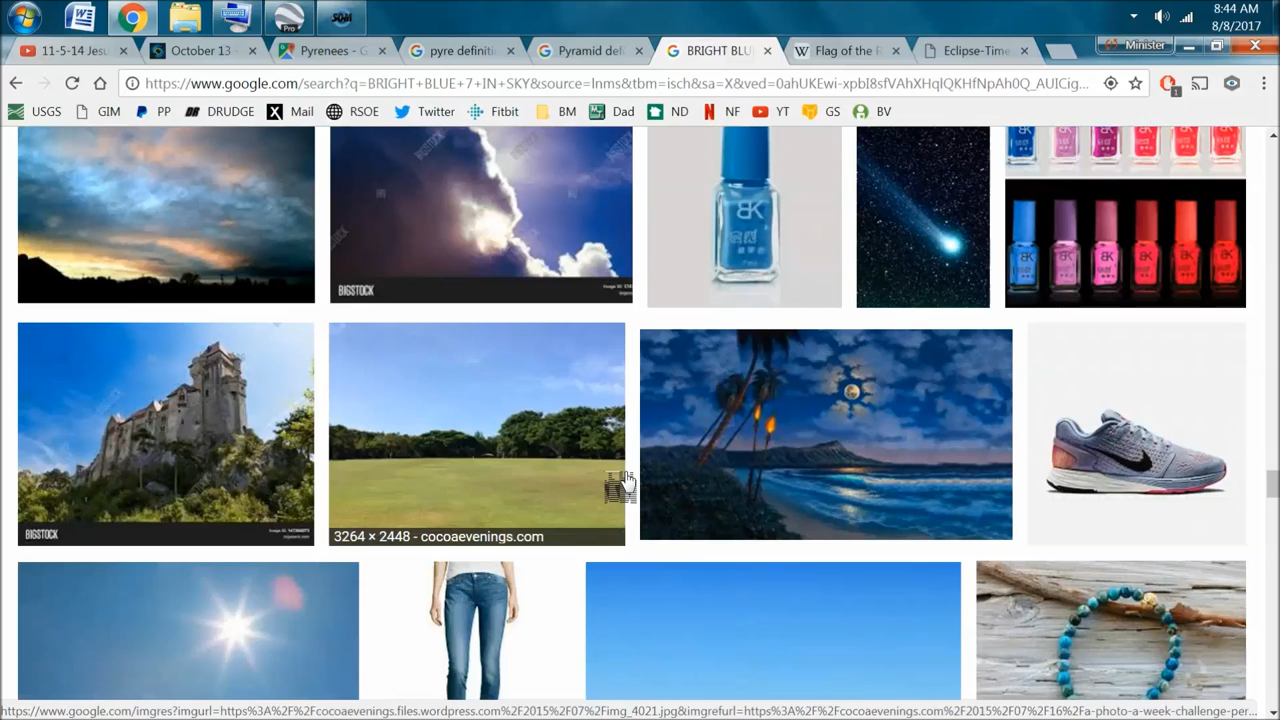 Pro
SDM
8:44 AM
8/8/2017
11-5-14 Jesu
October 13 -
Pyrenees - G
pyre definiti
Pyramid def
BRIGHT BLU
Flag of the R
Eclipse-Time
Minister
https://www.google.com/search?q=BRIGHT+BLUE+7+IN+SKY&source=lnms&tbm=isch&sa=X&ved=0ahUKEwi-xpbI8sfVAhXHqlQKHfNpAh0Q_AUICig...
1
USGS
GIM
PP
DRUDGE
Mail
RSOE
Twitter
Fitbit
BM
Dad
ND
NF
YT
GS
BV
BIGSTOCK
BK
BIGSTOCK
3264 × 2448 - cocoaevenings.com
https://www.google.com/imgres?imgurl=https%3A%2F%2Fcocoaevenings.files.wordpress.com%2F2015%2F07%2Fimg_4021.jpg&imgrefurl=https%3A%2F%2Fcocoaevenings.com%2F2015%2F07%2F16%2Fa-photo-a-week-challenge-per...